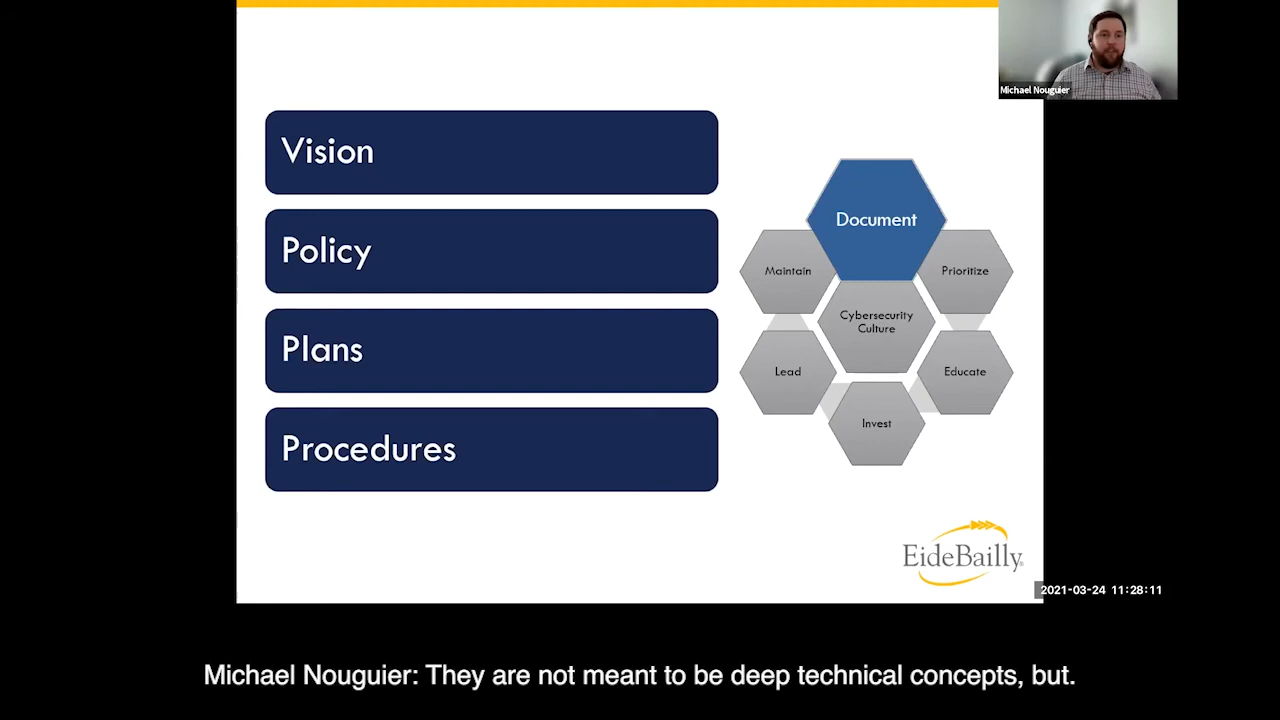 Michael Nouguier
Vision
Policy
Plans
Procedures
Document
Maintain
Prioritize
Cybersecurity
Culture
Lead
Educate
Invest
EideBailly®
2021-03-24 11:28:11
Michael Nouguier: They are not meant to be deep technical concepts, but.